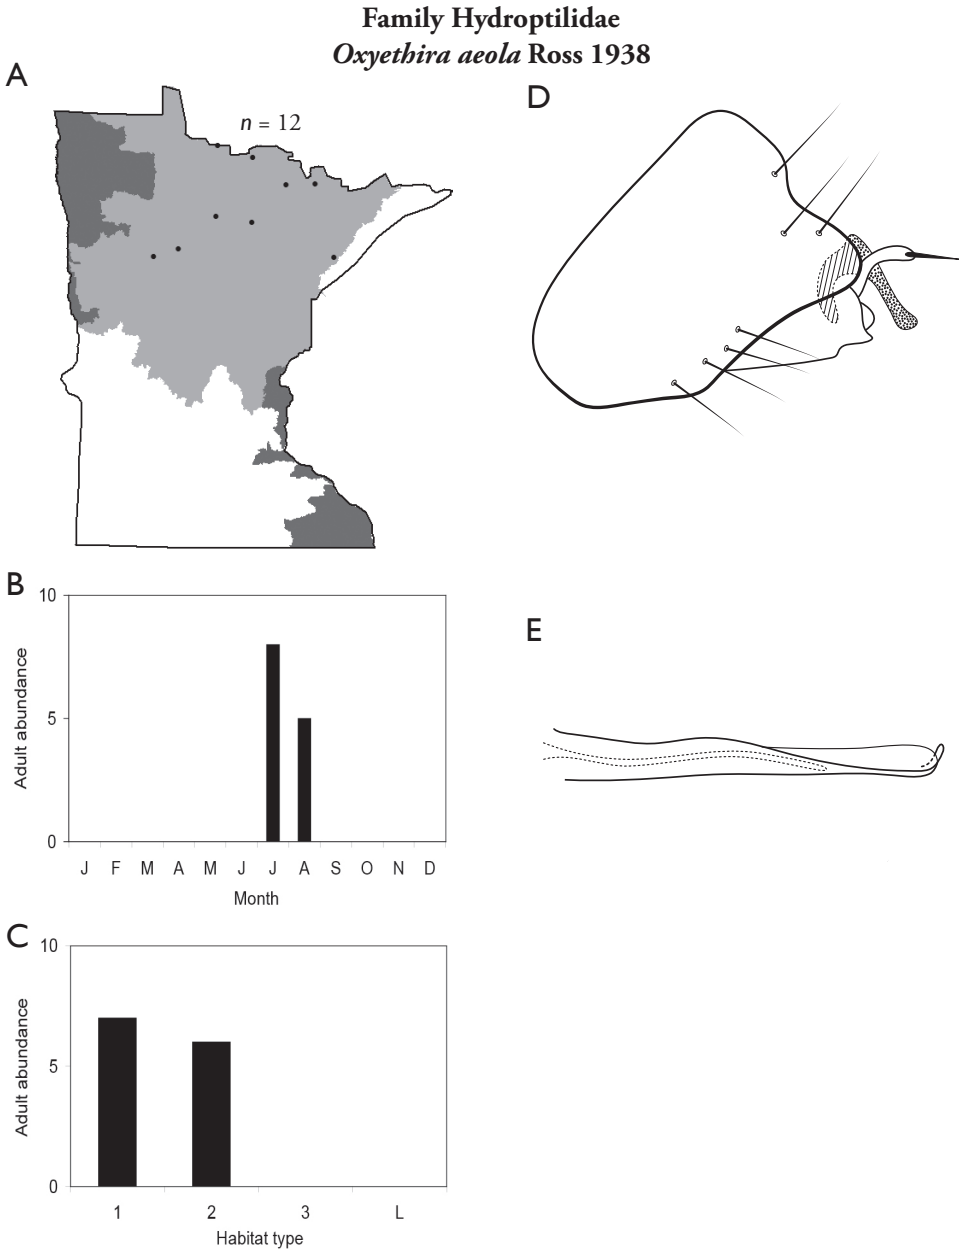 Family Hydroptilidae
Oxyethira aeola Ross 1938
A
n = 12
D
B
10
5
0
Adult abundance
J F M A M J J A S O N D
Month
E
C
10
5
0
Adult abundance
1 2 3 L
Habitat type